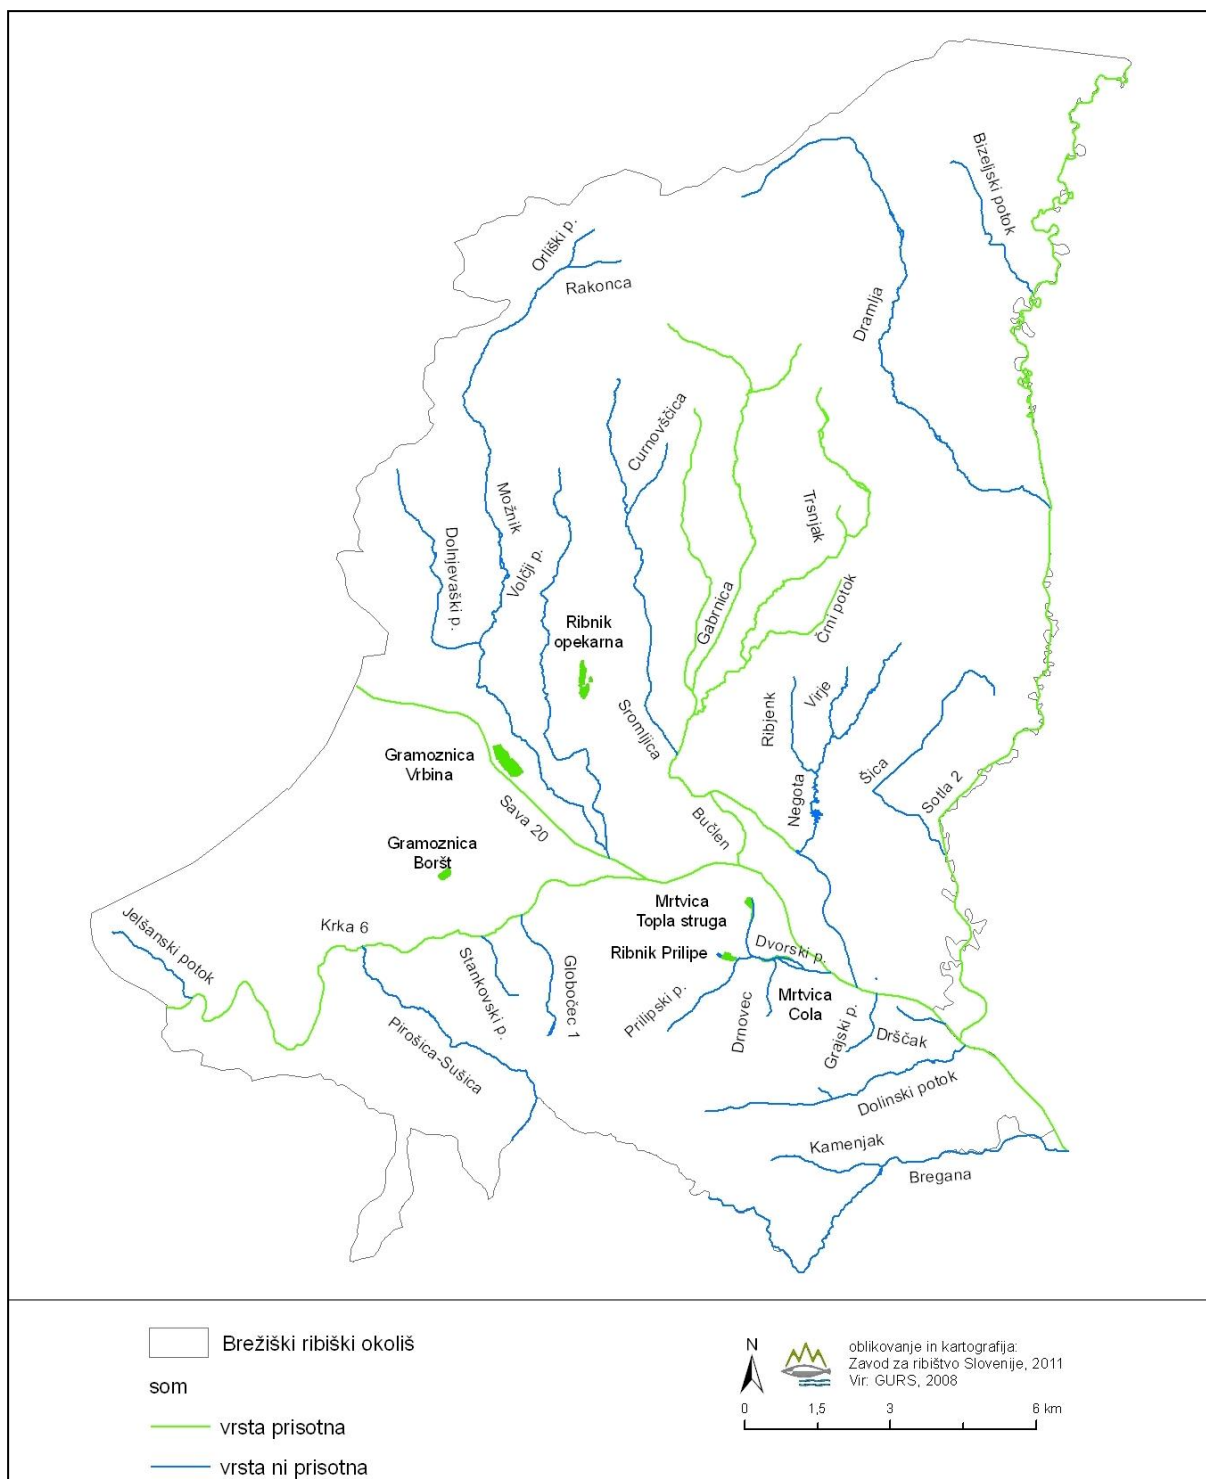 Bizeljski potok
Orliški p.
Rakonca
Dramlja
Curnovščica
Možnik
Trsnjak
Dolnjevaški p.
Volčji p.
Gabrnica
Črni potok
Ribnik
opekarna
Sromljica
Ribjenk
Virje
Gramoznica
Vrbina
Šica
Sotla 2
Negota
Sava 20
Bučlen
Gramoznica
Boršt
Mrtvica
Topla struga
Jelšanski potok
Krka 6
Ribnik Prilipe
Dvorski p.
Stankovski p.
Globočec 1
Prilipski p.
Drnovec
Mrtvica
Cola
Grajski p.
Drščak
Pirošica-Sušica
Dolinski potok
Kamenjak
Bregana
Brežiški ribiški okoliš
som
vrsta prisotna
vrsta ni prisotna
N
oblikovanje in kartografija:
Zavod za ribištvo Slovenije, 2011
Vir: GURS, 2008
0 1,5 3 6 km